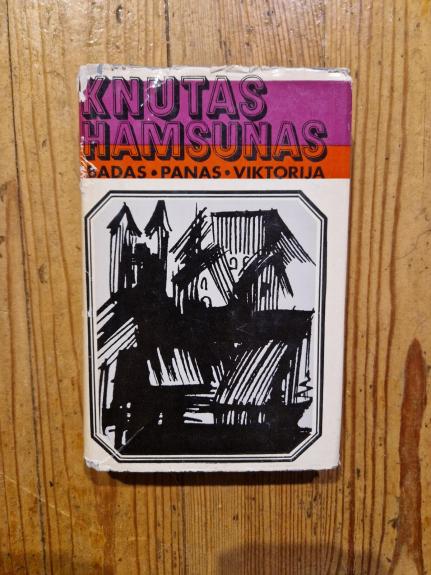 KNUTAS
HAMSUNAS
BADAS • PANAS • VIKTORIJA